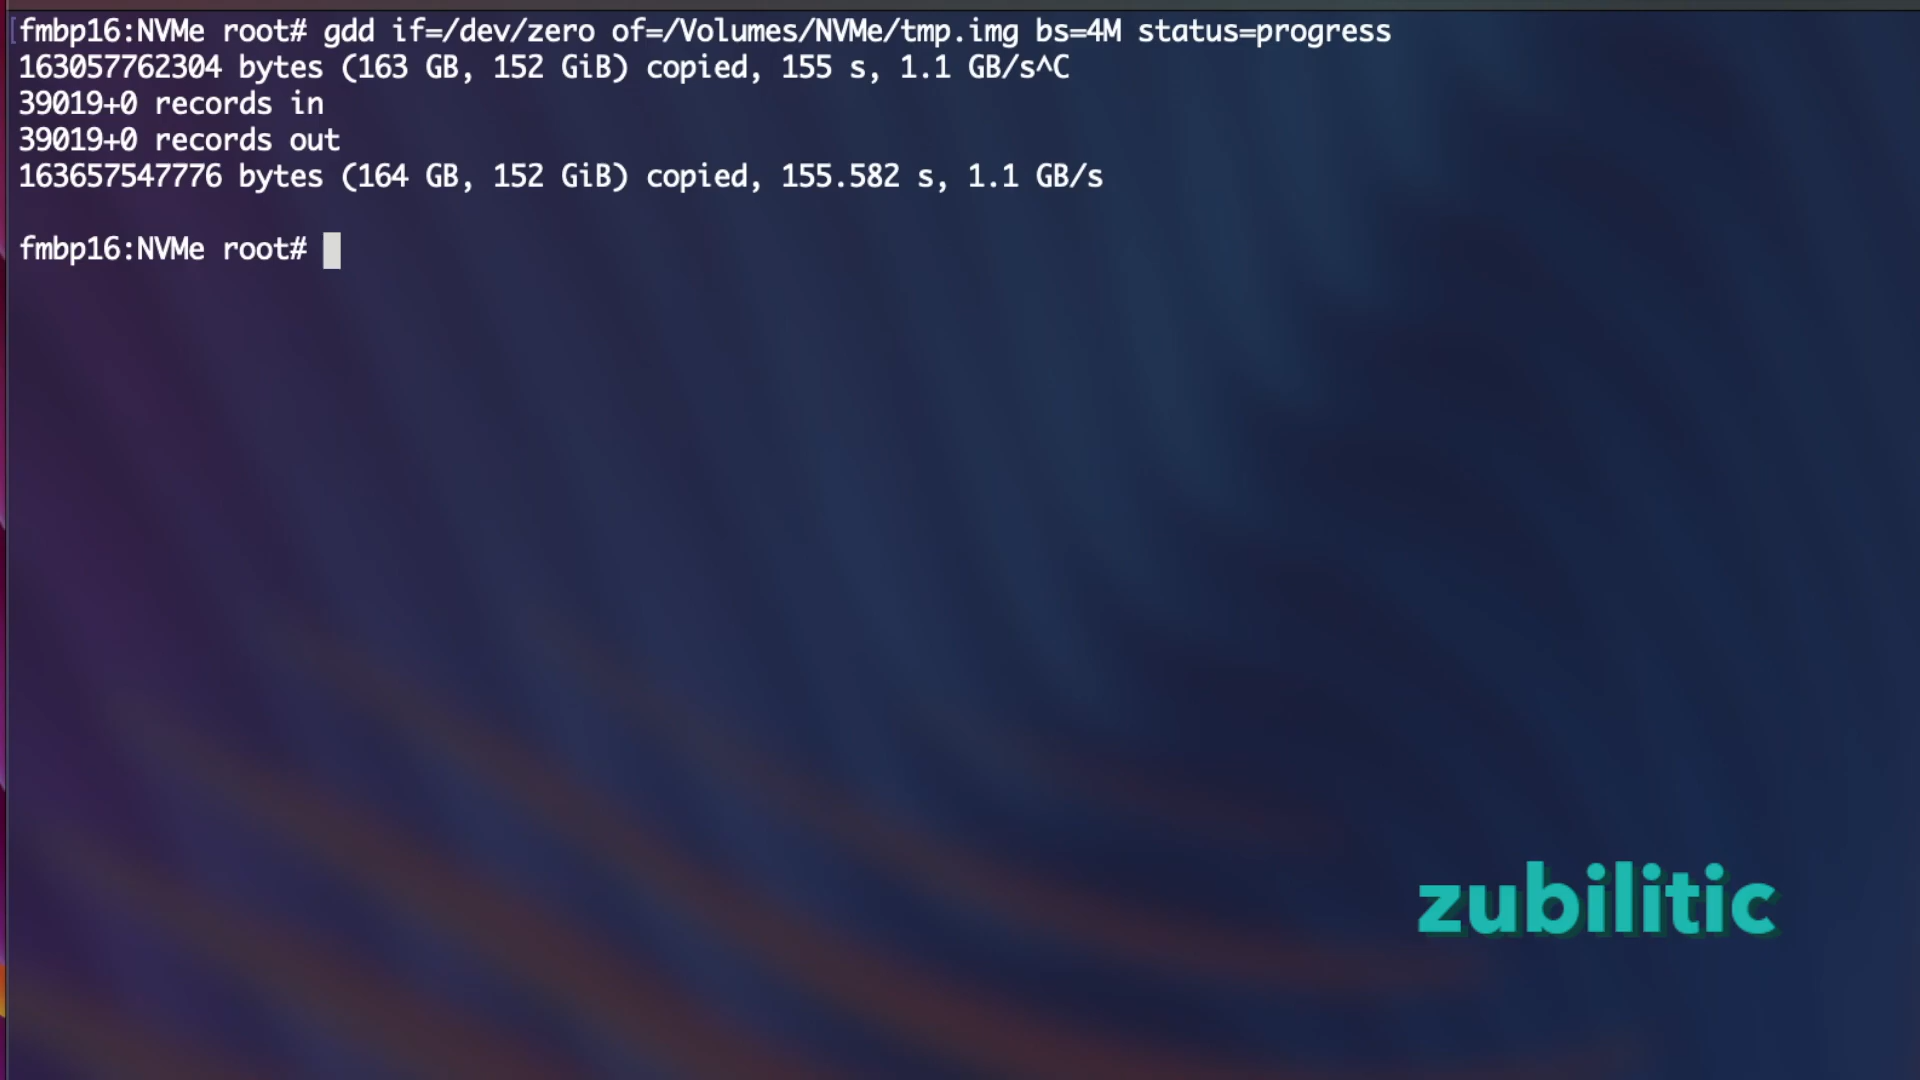 fmbp16:NVMe root# gdd if=/dev/zero of=/Volumes/NVMe/tmp.img bs=4M status=progress
163057762304 bytes (163 GB, 152 GiB) copied, 155 s, 1.1 GB/s^C
39019+0 records in
39019+0 records out
163657547776 bytes (164 GB, 152 GiB) copied, 155.582 s, 1.1 GB/s
fmbp16:NVMe root#
zubilitic